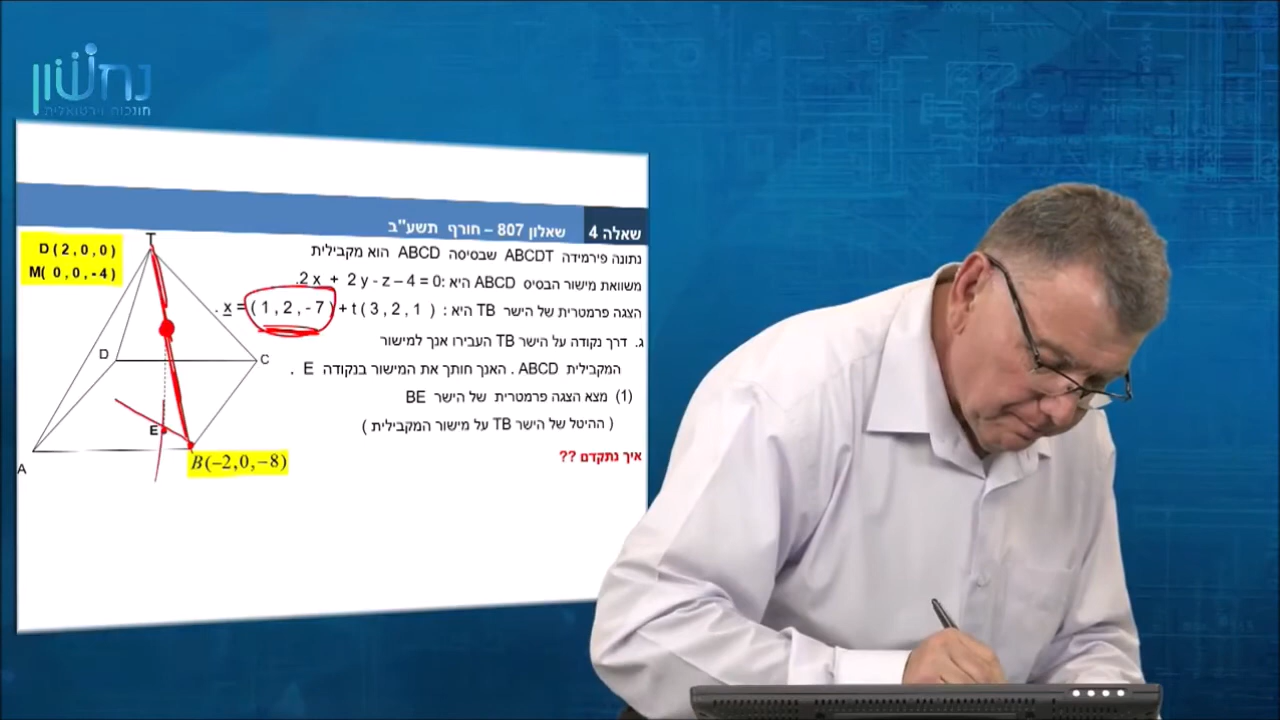 נחשון
חונכות וירטואלית
שאלה 4 שאלון 807 – חורף תשע"ב
נתונה פירמידה ABCDT שבסיסה ABCD הוא מקבילית
משוואת מישור הבסיס ABCD היא: 2 x + 2 y - z – 4 = 0.
הצגה פרמטרית של הישר TB היא: x = ( 1 , 2 , - 7 ) + t ( 3 , 2 , 1 ) .
ג. דרך נקודה על הישר TB העבירו אנך למישור
המקבילית ABCD . האנך חותך את המישור בנקודה E .
(1) מצא הצגה פרמטרית של הישר BE
( ההיטל של הישר TB על מישור המקבילית )
איך נתקדם ??
D ( 2 , 0 , 0 )
M( 0 , 0 , - 4 )
T
D
C
E
A
B(−2,0,−8)